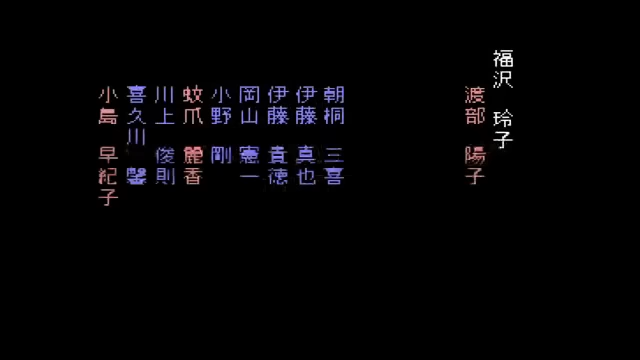 福沢 玲子
渡部 陽子
朝桐 三喜
伊藤 真也
伊藤 貴徳
岡山 憲一
小野 剛
蚊爪 麗香
川上 俊則
喜久川 馨
小島 早紀子